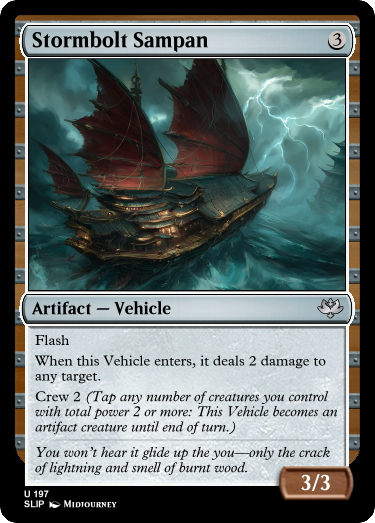 Stormbolt Sampan 3
Artifact — Vehicle
Flash
When this Vehicle enters, it deals 2 damage to
any target.
Crew 2 (Tap any number of creatures you control
with total power 2 or more: This Vehicle becomes an
artifact creature until end of turn.)
You won't hear it glide up the you—only the crack
of lightning and smell of burnt wood.
3/3
U 197
SLIP Midjourney